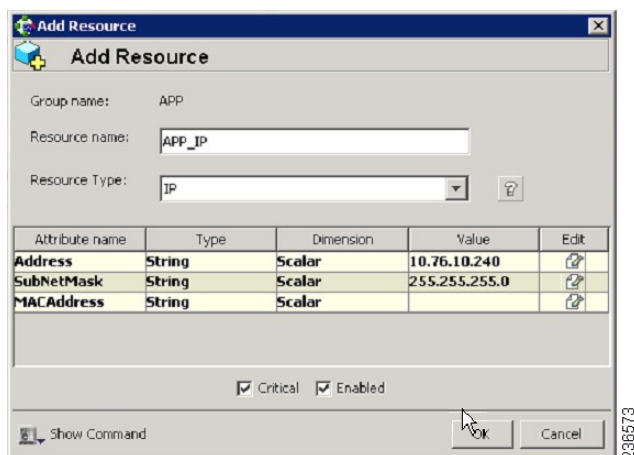 Add Resource
Add Resource
Group name: APP
Resource name: APP_IP
Resource Type: IP
Attribute name Type Dimension Value Edit
Address String Scalar 10.76.10.240
SubNetMask String Scalar 255.255.255.0
MACAddress String Scalar
Critical Enabled
Show Command OK Cancel
236573